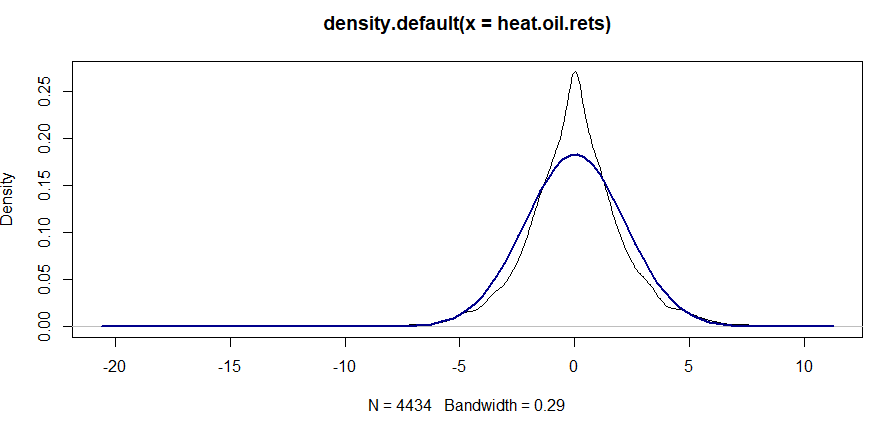 density.default(x = heat.oil.rets)
Density
0.25
0.20
0.15
0.10
0.05
0.00
-20 -15 -10 -5 0 5 10
N = 4434 Bandwidth = 0.29